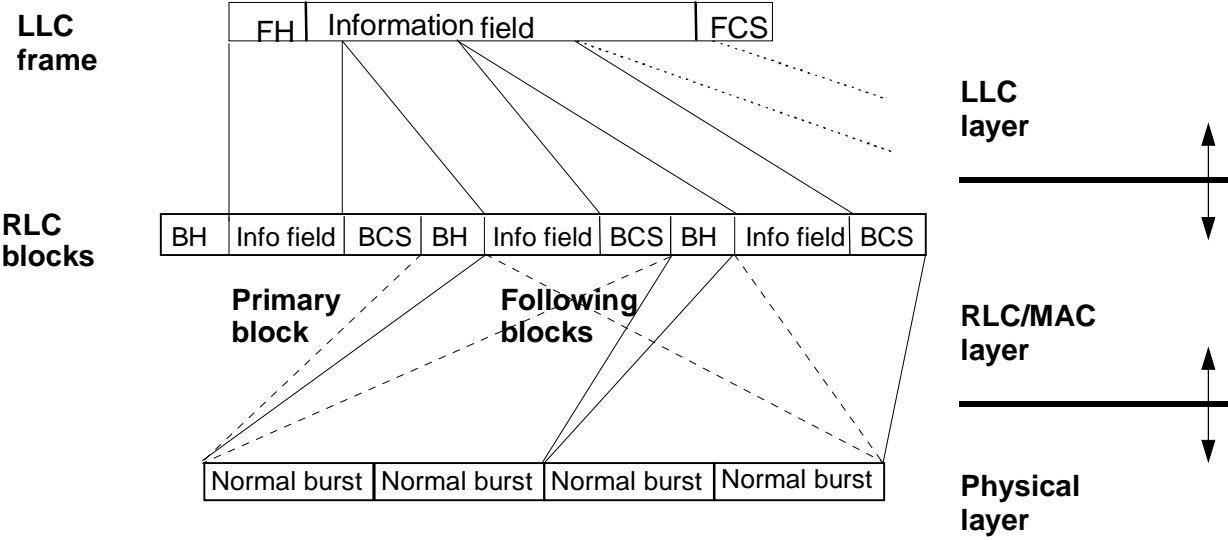 LLC
frame
FH Information field FCS
LLC
layer
RLC
blocks
BH Info field BCS BH Info field BCS BH Info field BCS
Primary
block
Following
blocks
RLC/MAC
layer
Normal burst Normal burst Normal burst Normal burst
Physical
layer